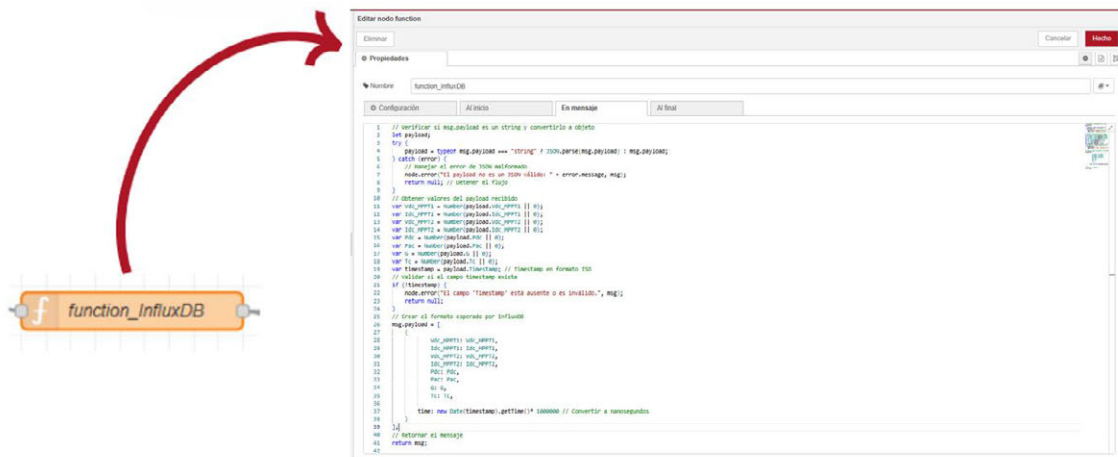 Editar nodo function
Eliminar
Cancelar
Hecho
Propiedades
Nombre
function_InfluxDB
Configuración
Al inicio
En mensaje
Al final
1 // Verificar si msg.payload es un string y convertirlo a objeto
2 let payload;
3 try {
4 payload = typeof msg.payload === "string" ? JSON.parse(msg.payload) : msg.payload;
5 } catch (error) {
6 // Manejar el error de JSON malformado
7 node.error("El payload no es un JSON válido: " + error.message, msg);
8 return null; // Detener el flujo
9 }
10 // Obtener valores del payload recibido
11 var Vdc_MPPT1 = Number(payload.Vdc_MPPT1 || 0);
12 var Idc_MPPT1 = Number(payload.Idc_MPPT1 || 0);
13 var Vdc_MPPT2 = Number(payload.Vdc_MPPT2 || 0);
14 var Idc_MPPT2 = Number(payload.Idc_MPPT2 || 0);
15 var Pdc = Number(payload.Pdc || 0);
16 var Pac = Number(payload.Pac || 0);
17 var G = Number(payload.G || 0);
18 var Tc = Number(payload.Tc || 0);
19 var timestamp = payload.Timestamp; // Timestamp en formato ISO
20 // Validar si el campo timestamp existe
21 if (!timestamp) {
22 node.error("El campo 'Timestamp' está ausente o es inválido.", msg);
23 return null;
24 }
25 // Crear el formato esperado por InfluxDB
26 msg.payload = [
27 {
28 Vdc_MPPT1: Vdc_MPPT1,
29 Idc_MPPT1: Idc_MPPT1,
30 Vdc_MPPT2: Vdc_MPPT2,
31 Idc_MPPT2: Idc_MPPT2,
32 Pdc: Pdc,
33 Pac: Pac,
34 G: G,
35 Tc: Tc,
36
37 time: new Date(timestamp).getTime()* 1000000 // Convertir a nanosegundos
38 }
39 ];
40 // Retornar el mensaje
41 return msg;
42
function_InfluxDB